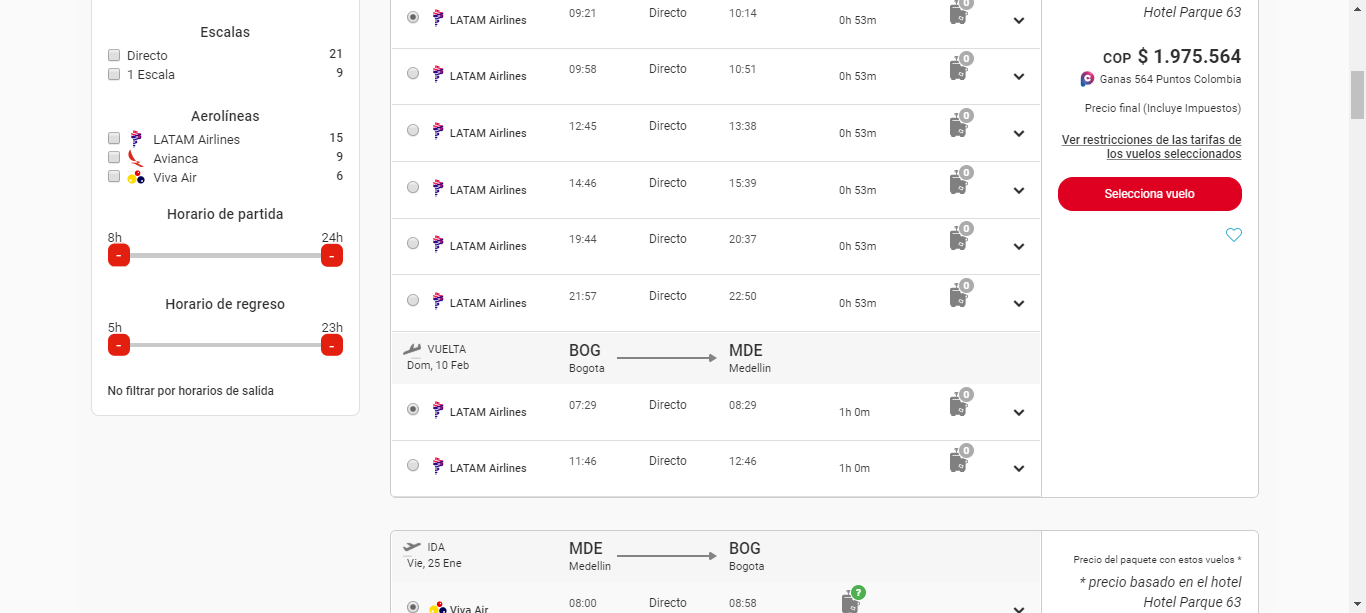 Escalas
Directo 21
1 Escala 9
Aerolíneas
LATAM Airlines 15
Avianca 9
Viva Air 6
Horario de partida
8h 24h
- -
Horario de regreso
5h 23h
- -
No filtrar por horarios de salida
LATAM Airlines 09:21 Directo 10:14 0h 53m 0
LATAM Airlines 09:58 Directo 10:51 0h 53m 0
LATAM Airlines 12:45 Directo 13:38 0h 53m 0
LATAM Airlines 14:46 Directo 15:39 0h 53m 0
LATAM Airlines 19:44 Directo 20:37 0h 53m 0
LATAM Airlines 21:57 Directo 22:50 0h 53m 0
VUELTA BOG MDE
Dom, 10 Feb Bogota Medellin
LATAM Airlines 07:29 Directo 08:29 1h 0m 0
LATAM Airlines 11:46 Directo 12:46 1h 0m 0
Hotel Parque 63
COP $ 1.975.564
Ganas 564 Puntos Colombia
Precio final (Incluye Impuestos)
Ver restricciones de las tarifas de
los vuelos seleccionados
Selecciona vuelo
IDA MDE BOG
Vie, 25 Ene Medellin Bogota
Viva Air 08:00 Directo 08:58 ?
Precio del paquete con estos vuelos *
* precio basado en el hotel
Hotel Parque 63